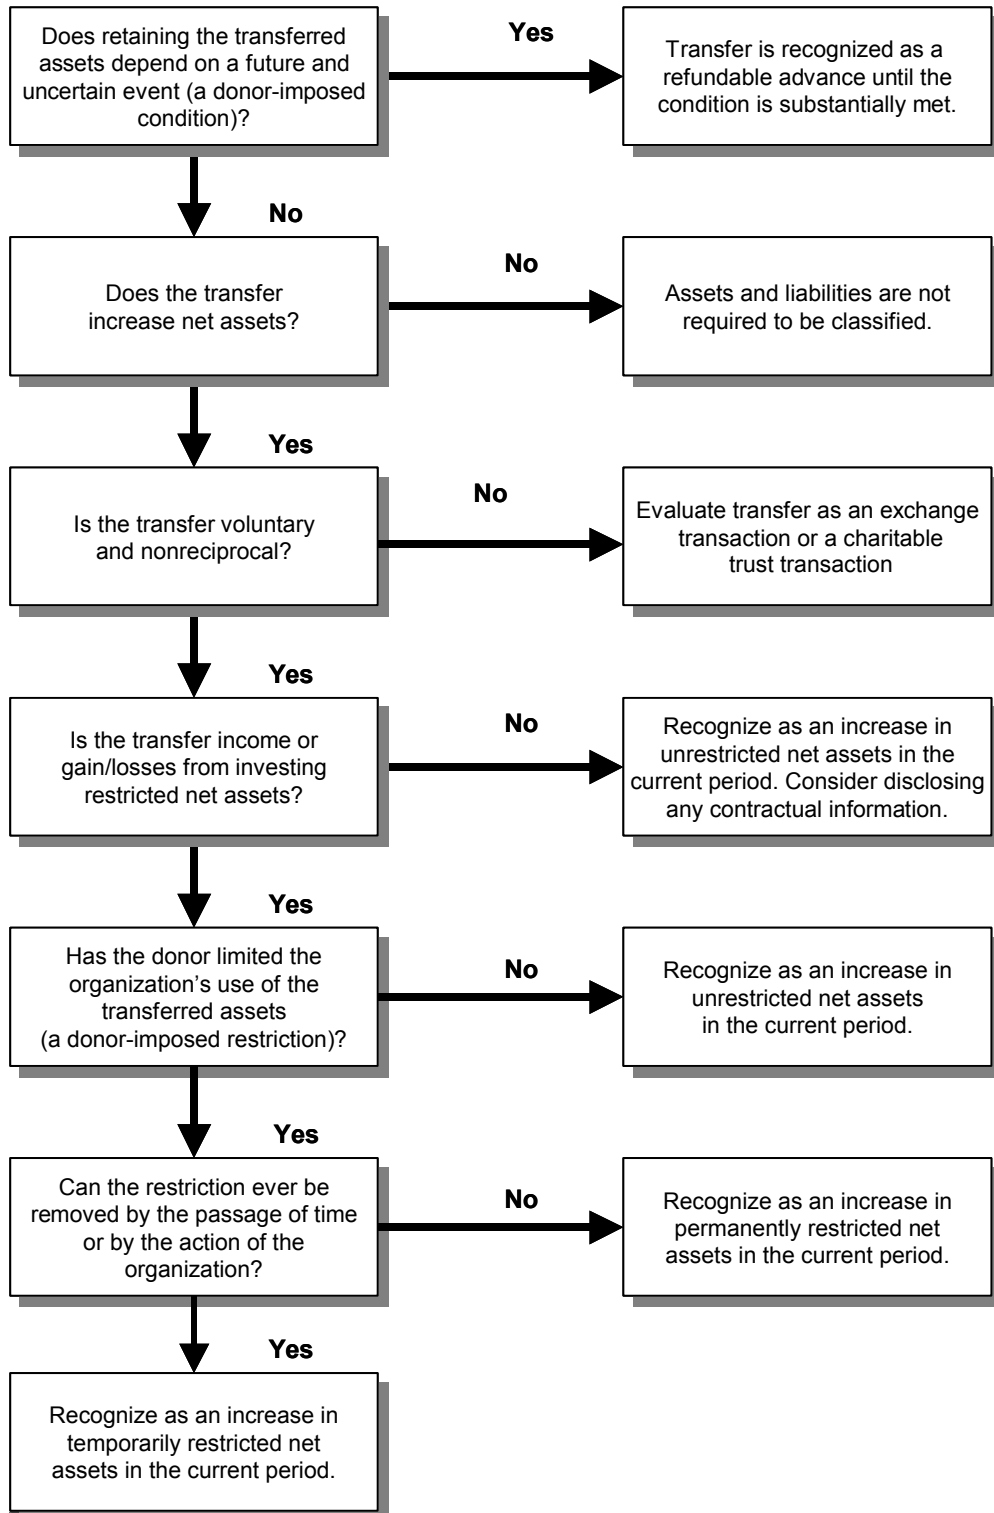 Does retaining the transferred
assets depend on a future and
uncertain event (a donor-imposed
condition)?
Yes
Transfer is recognized as a
refundable advance until the
condition is substantially met.
No
Does the transfer
increase net assets?
No
Assets and liabilities are not
required to be classified.
Yes
Is the transfer voluntary
and nonreciprocal?
No
Evaluate transfer as an exchange
transaction or a charitable
trust transaction
Yes
Is the transfer income or
gain/losses from investing
restricted net assets?
No
Recognize as an increase in
unrestricted net assets in the
current period. Consider disclosing
any contractual information.
Yes
Has the donor limited the
organization’s use of the
transferred assets
(a donor-imposed restriction)?
No
Recognize as an increase in
unrestricted net assets
in the current period.
Yes
Can the restriction ever be
removed by the passage of time
or by the action of the
organization?
No
Recognize as an increase in
permanently restricted net
assets in the current period.
Yes
Recognize as an increase in
temporarily restricted net
assets in the current period.